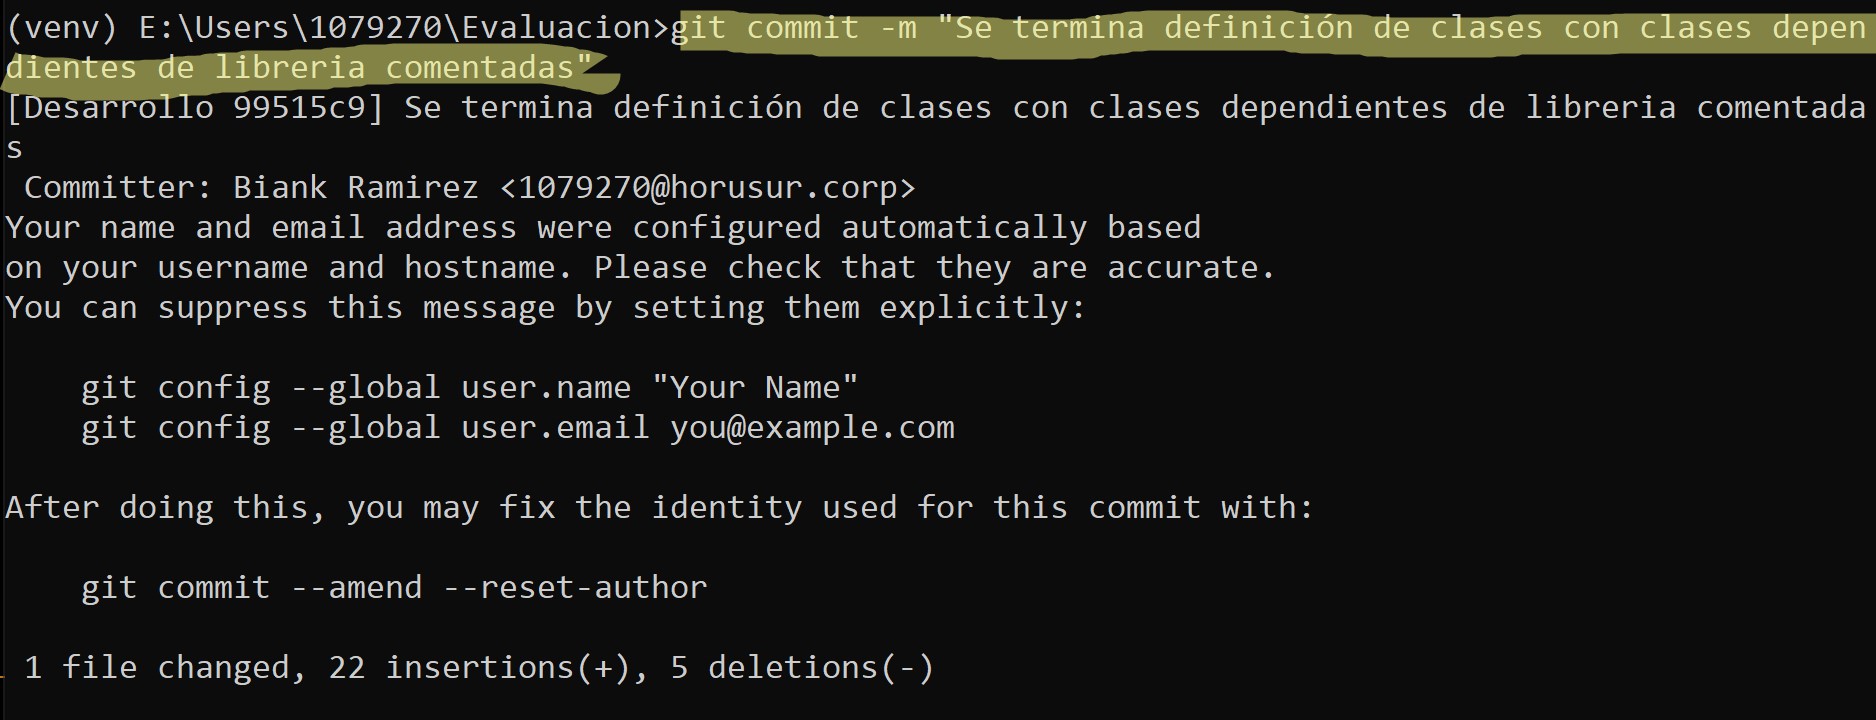 (venv) E:\Users\1079270\Evaluacion>git commit -m "Se termina definición de clases con clases depen
dientes de libreria comentadas"
[Desarrollo 99515c9] Se termina definición de clases con clases dependientes de libreria comentada
s
 Committer: Biank Ramirez <1079270@horusur.corp>
Your name and email address were configured automatically based
on your username and hostname. Please check that they are accurate.
You can suppress this message by setting them explicitly:

    git config --global user.name "Your Name"
    git config --global user.email you@example.com

After doing this, you may fix the identity used for this commit with:

    git commit --amend --reset-author

 1 file changed, 22 insertions(+), 5 deletions(-)